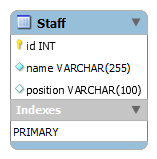 Staff
id INT
name VARCHAR(255)
position VARCHAR(100)
Indexes
PRIMARY